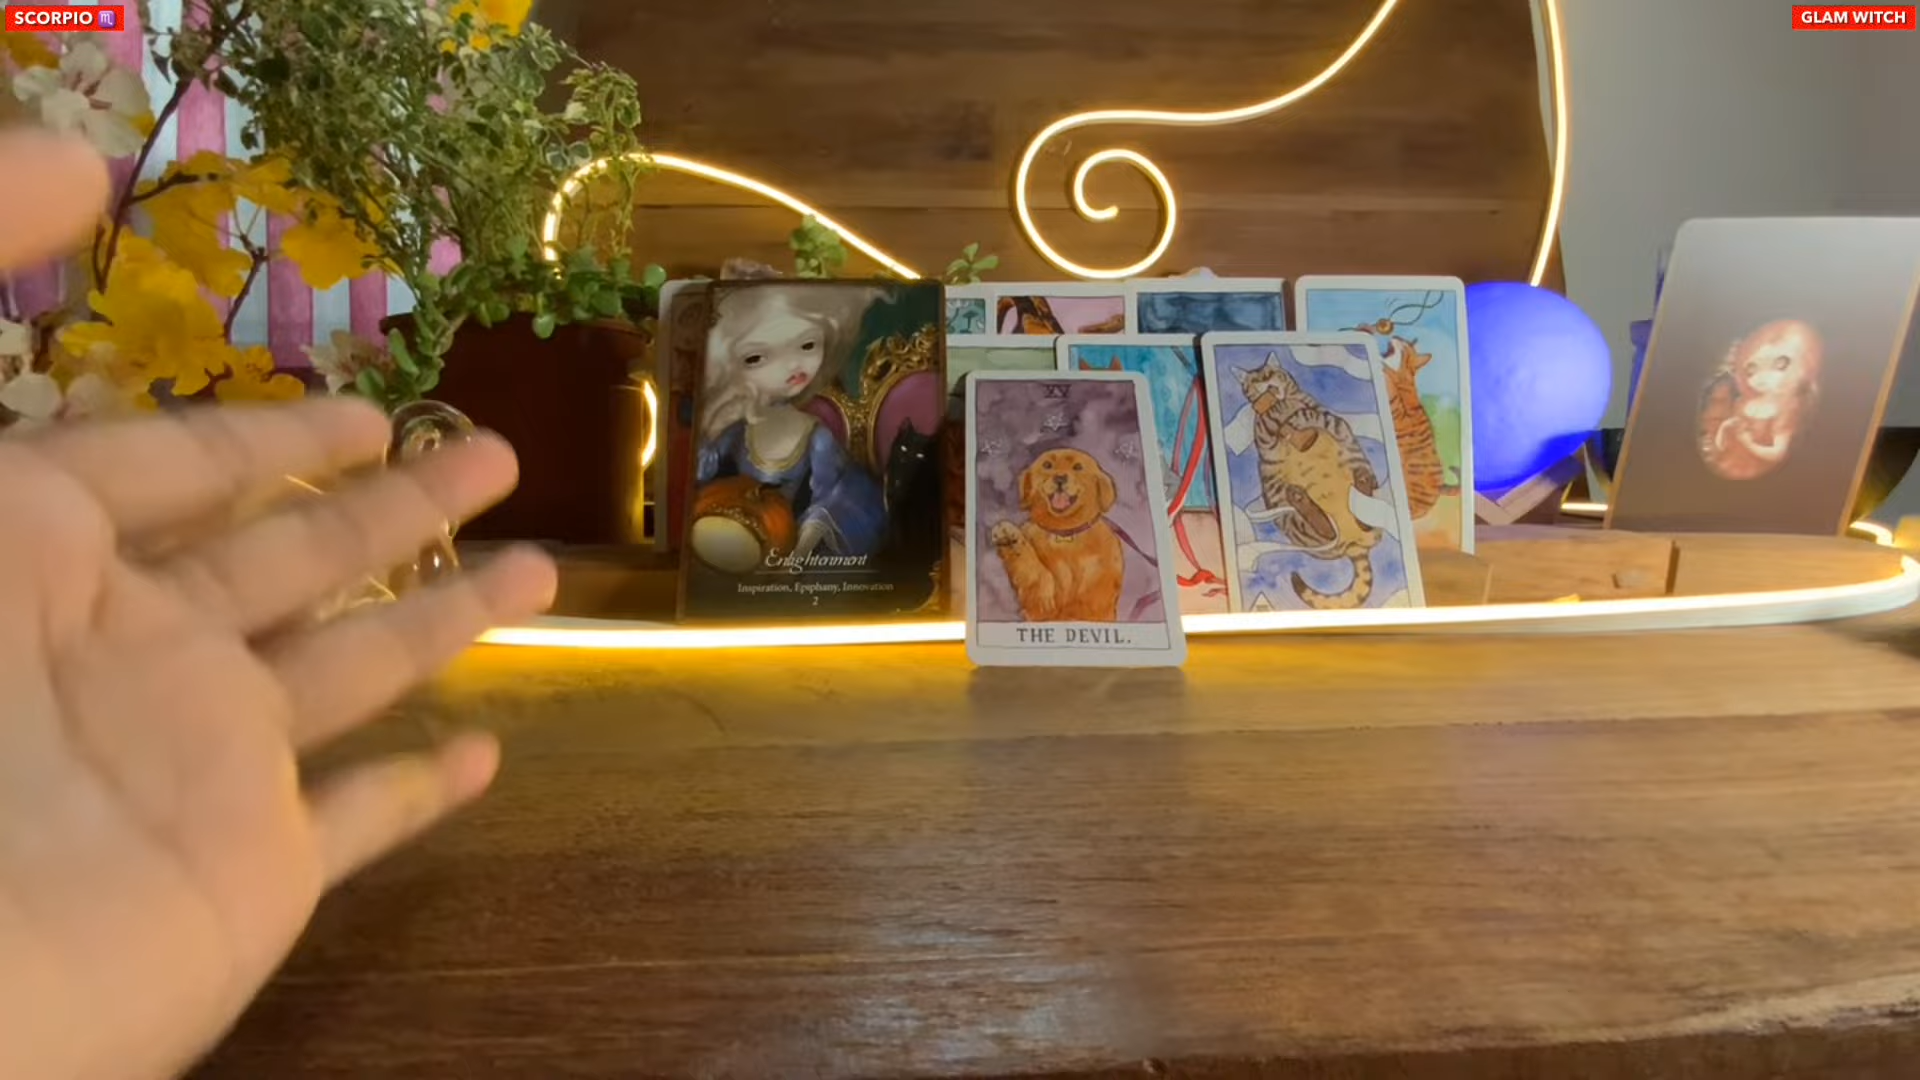 SCORPIO ♏
GLAM WITCH
XV
Enlightenment
Inspiration, Epiphany, Innovation
2
THE DEVIL.